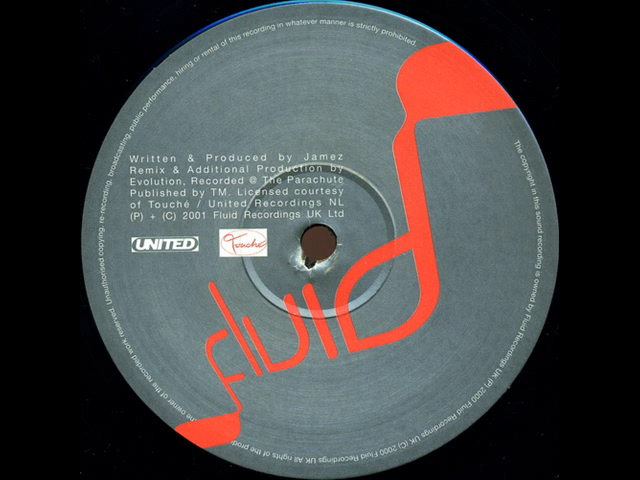 Written & Produced by Jamez
Remix & Additional Production by
Evolution, Recorded @ The Parachute
Published by TM. Licensed courtesy
of Touché / United Recordings NL
(P) + (C) 2001 Fluid Recordings UK Ltd
UNITED
Touché
fluid
The copyright in this sound recording is owned by Fluid Recordings UK (P) 2000 Fluid Recordings UK (C) 2000 Fluid Recordings UK All rights of the prod
the owner of the recorded work reserved. Unauthorised copying, re-recording, broadcasting, public performance, hiring or rental of this recording in whatever manner is strictly prohibited.